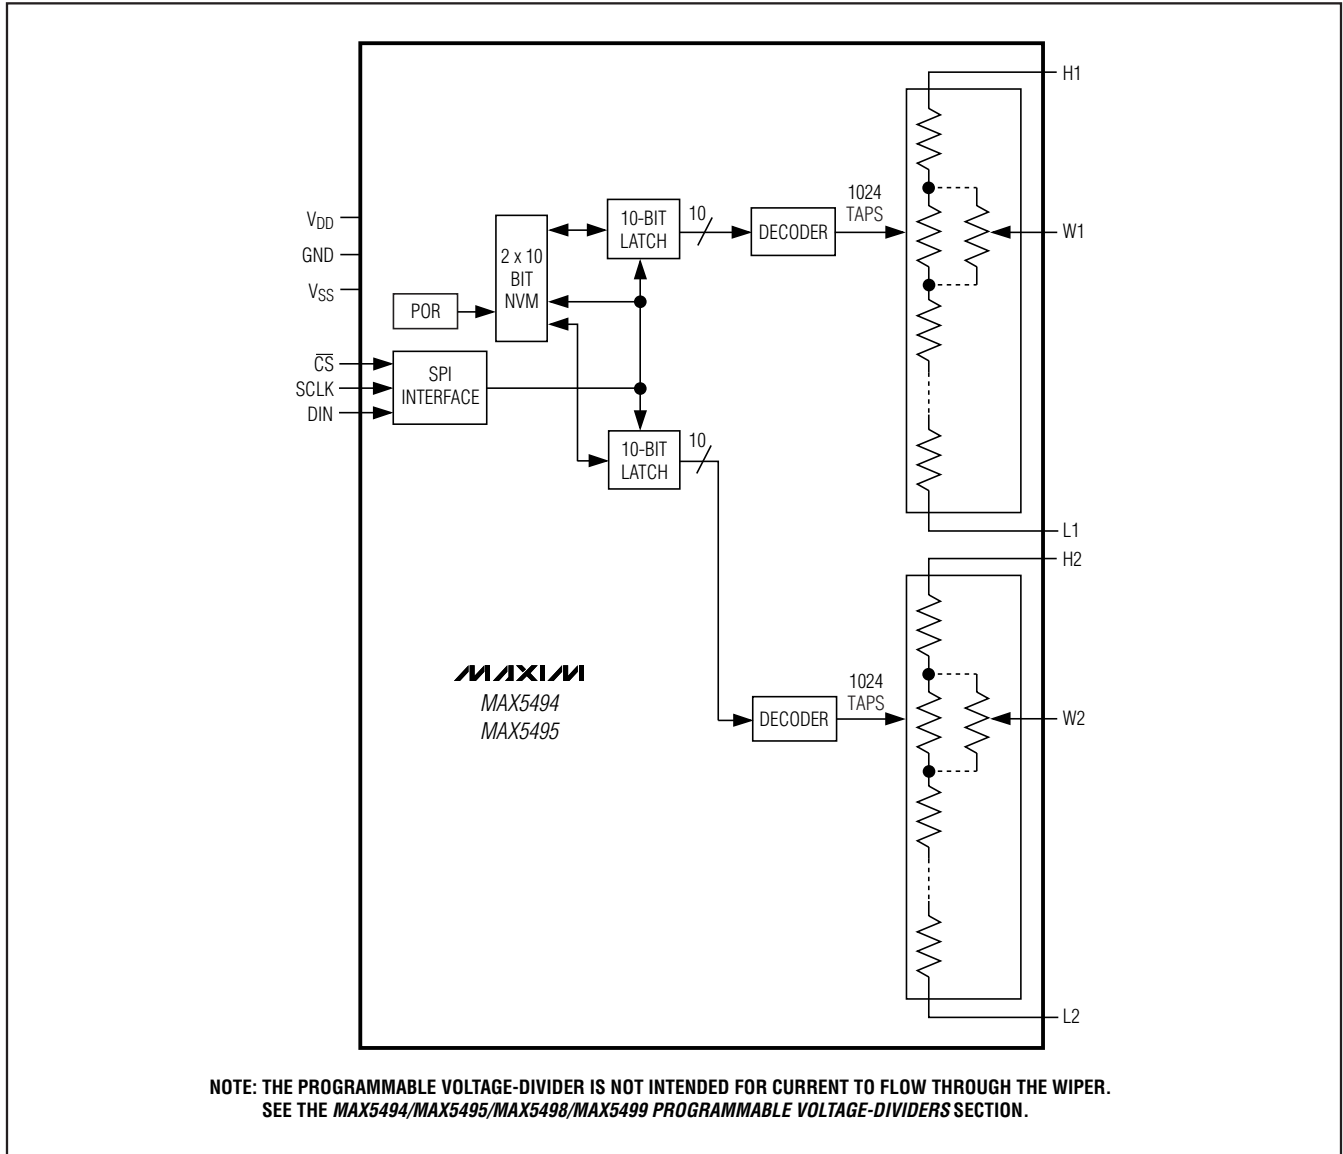 H1
1024
TAPS
10
10-BIT
LATCH
DECODER
W1
VDD
GND
VSS
2 x 10
BIT
NVM
POR
C̅S̅
SCLK
DIN
SPI
INTERFACE
10
10-BIT
LATCH
L1
H2
MAXIM
MAX5494
MAX5495
1024
TAPS
DECODER
W2
L2
NOTE: THE PROGRAMMABLE VOLTAGE-DIVIDER IS NOT INTENDED FOR CURRENT TO FLOW THROUGH THE WIPER.
SEE THE MAX5494/MAX5495/MAX5498/MAX5499 PROGRAMMABLE VOLTAGE-DIVIDERS SECTION.